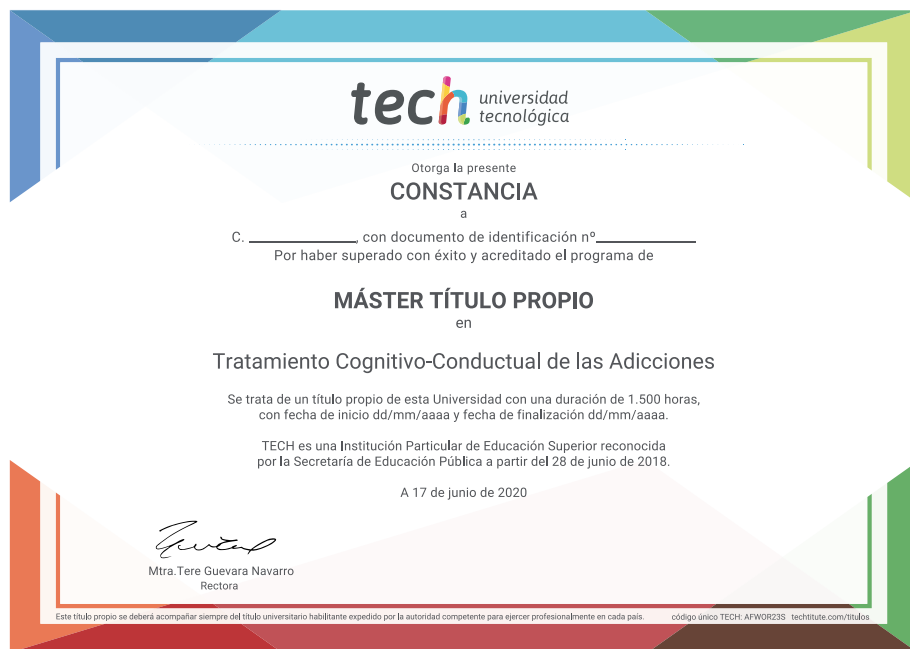 tech universidad
tecnológica
Otorga la presente
CONSTANCIA
a
C. ____________, con documento de identificación nº___________
Por haber superado con éxito y acreditado el programa de
MÁSTER TÍTULO PROPIO
en
Tratamiento Cognitivo-Conductual de las Adicciones
Se trata de un título propio de esta Universidad con una duración de 1.500 horas,
con fecha de inicio dd/mm/aaaa y fecha de finalización dd/mm/aaaa.
TECH es una Institución Particular de Educación Superior reconocida
por la Secretaría de Educación Pública a partir del 28 de junio de 2018.
A 17 de junio de 2020
Mtra.Tere Guevara Navarro
Rectora
Este título propio se deberá acompañar siempre del título universitario habilitante expedido por la autoridad competente para ejercer profesionalmente en cada país. código único TECH: AFWOR23S techtitute.com/titulos